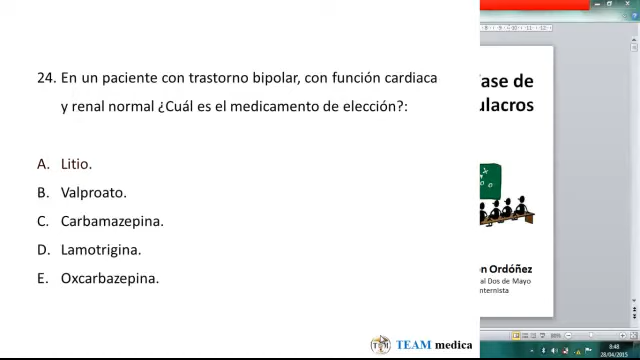 24. En un paciente con trastorno bipolar, con función cardiaca
y renal normal ¿Cuál es el medicamento de elección?:
A. Litio.
B. Valproato.
C. Carbamazepina.
D. Lamotrigina.
E. Oxcarbazepina.
TEAM medica
ase de
ulacros
n Ordóñez
al Dos de Mayo
nternista
8:48
28/04/2015